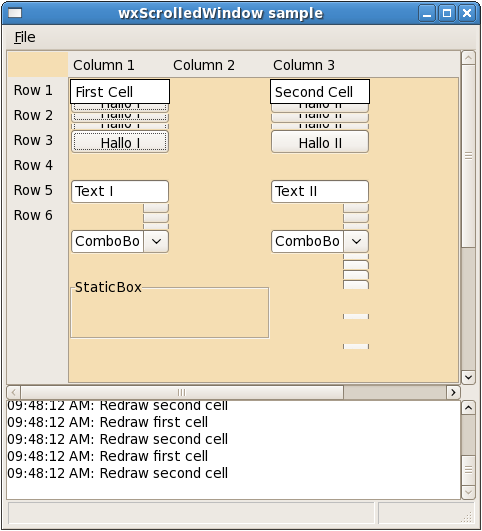 wxScrolledWindow sample
File
Column 1 Column 2 Column 3
Row 1 First Cell Second Cell
Row 2 Hallo I Hallo II
Row 3 Hallo I Hallo II
Row 4
Row 5 Text I Text II
Row 6
ComboBo ComboBo
StaticBox
09:48:12 AM: Redraw second cell
09:48:12 AM: Redraw first cell
09:48:12 AM: Redraw second cell
09:48:12 AM: Redraw first cell
09:48:12 AM: Redraw second cell